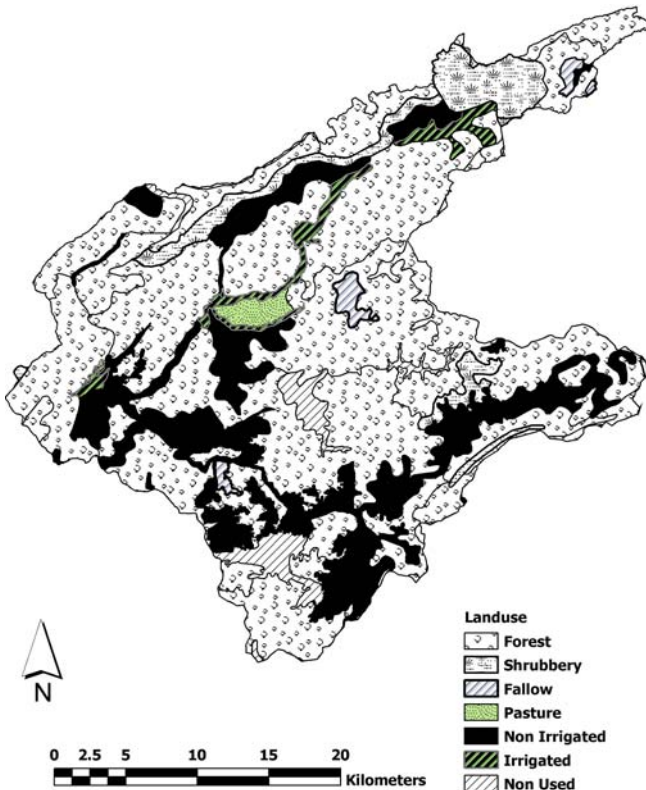 Landuse
Forest
Shrubbery
Fallow
Pasture
Non Irrigated
Irrigated
Non Used
N
0 2.5 5 10 15 20
Kilometers